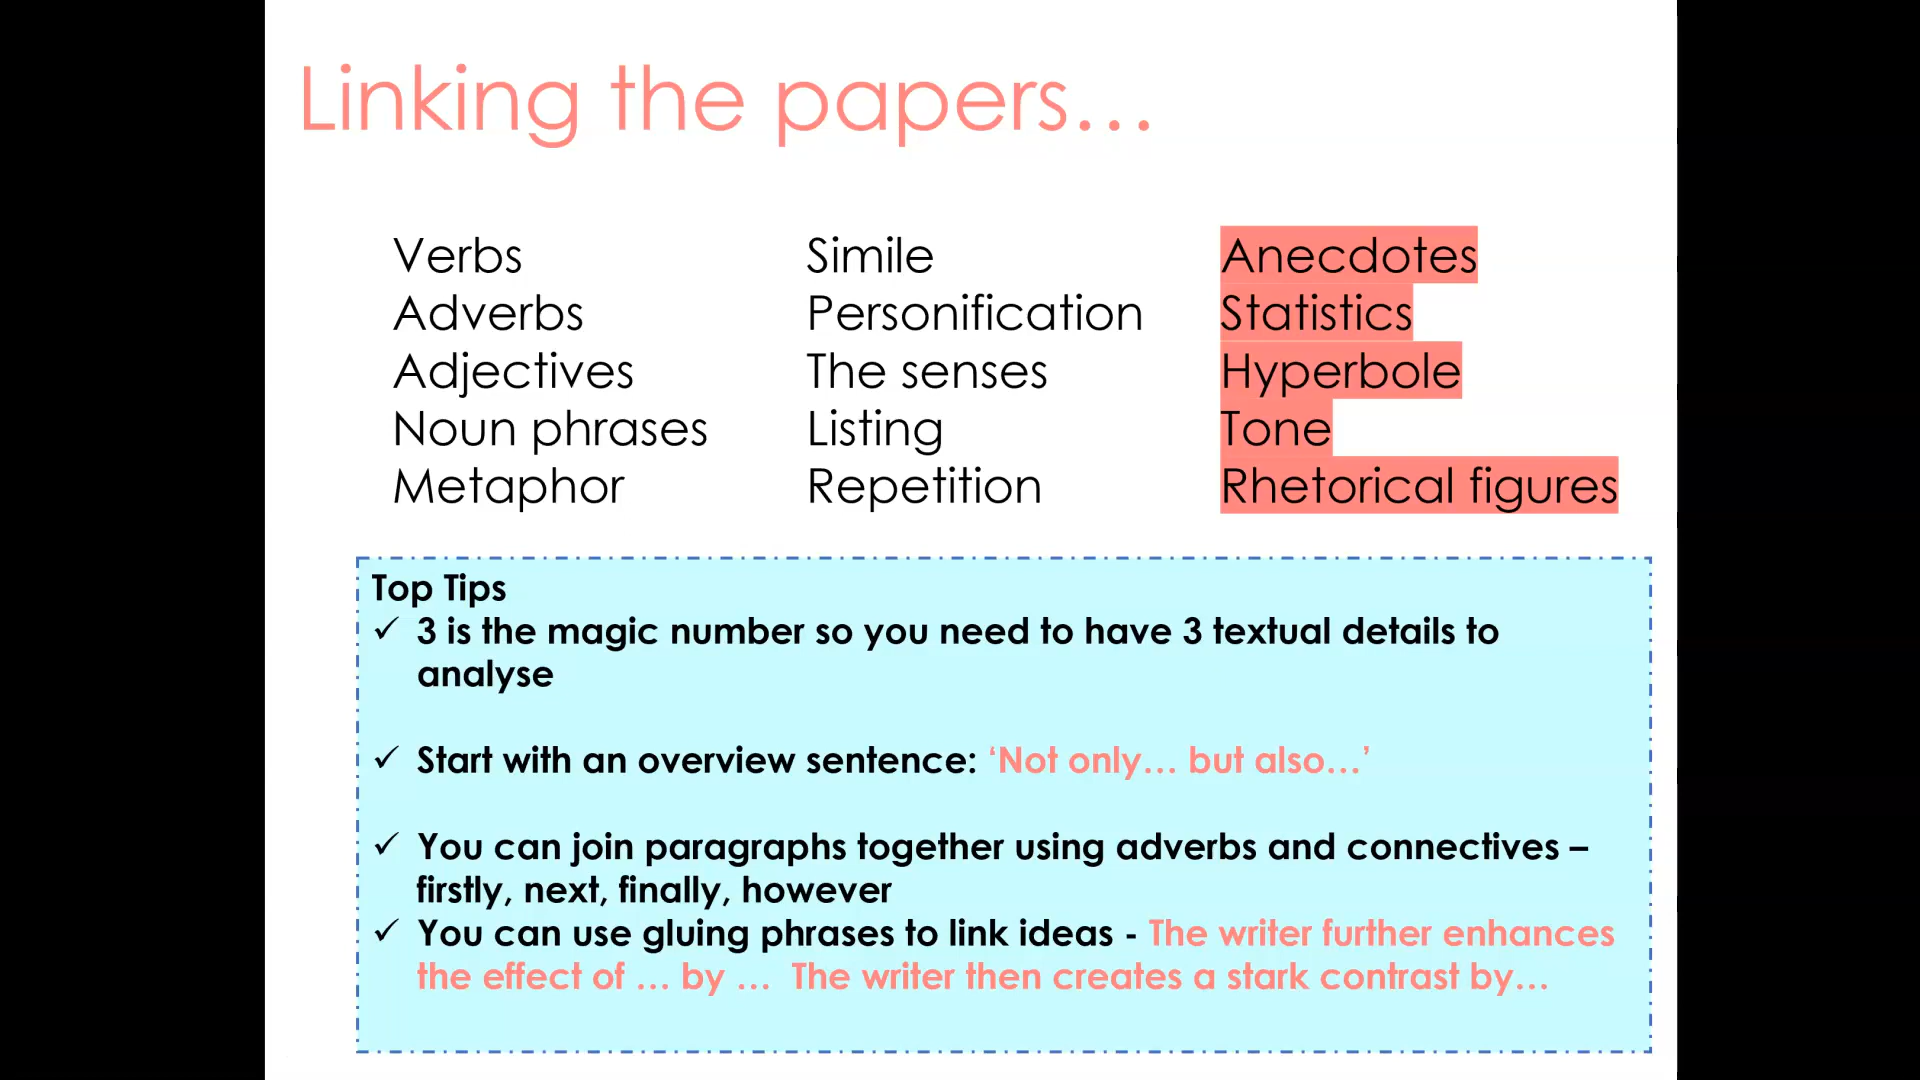 Linking the papers…
Verbs
Adverbs
Adjectives
Noun phrases
Metaphor
Simile
Personification
The senses
Listing
Repetition
Anecdotes
Statistics
Hyperbole
Tone
Rhetorical figures
Top Tips
✓ 3 is the magic number so you need to have 3 textual details to
analyse
✓ Start with an overview sentence: ‘Not only… but also…’
✓ You can join paragraphs together using adverbs and connectives –
firstly, next, finally, however
✓ You can use gluing phrases to link ideas - The writer further enhances
the effect of … by … The writer then creates a stark contrast by…